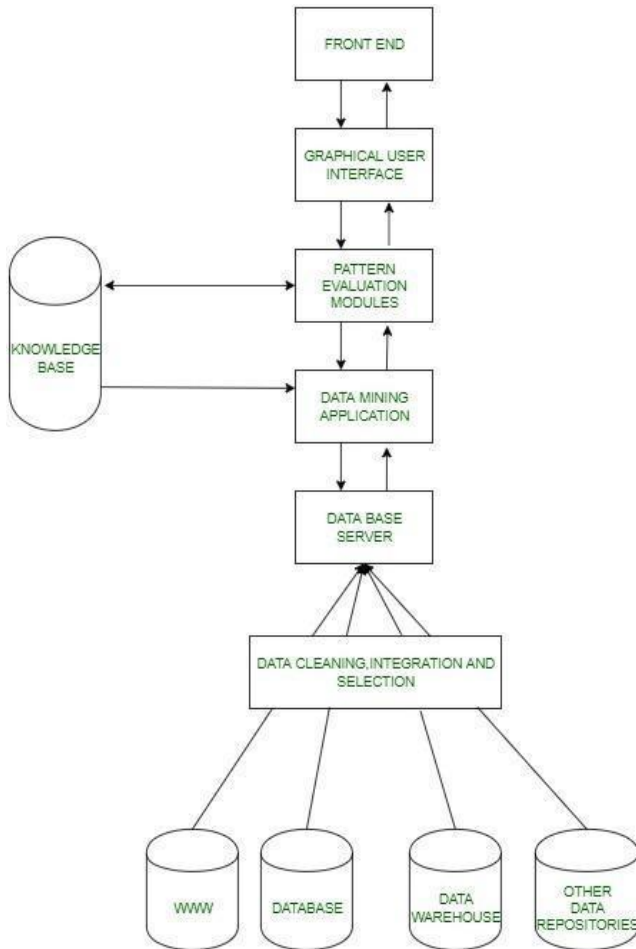 FRONT END
GRAPHICAL USER
INTERFACE
PATTERN
EVALUATION
MODULES
KNOWLEDGE
BASE
DATA MINING
APPLICATION
DATA BASE
SERVER
DATA CLEANING,INTEGRATION AND
SELECTION
WWW
DATABASE
DATA
WAREHOUSE
OTHER
DATA
REPOSITORIES